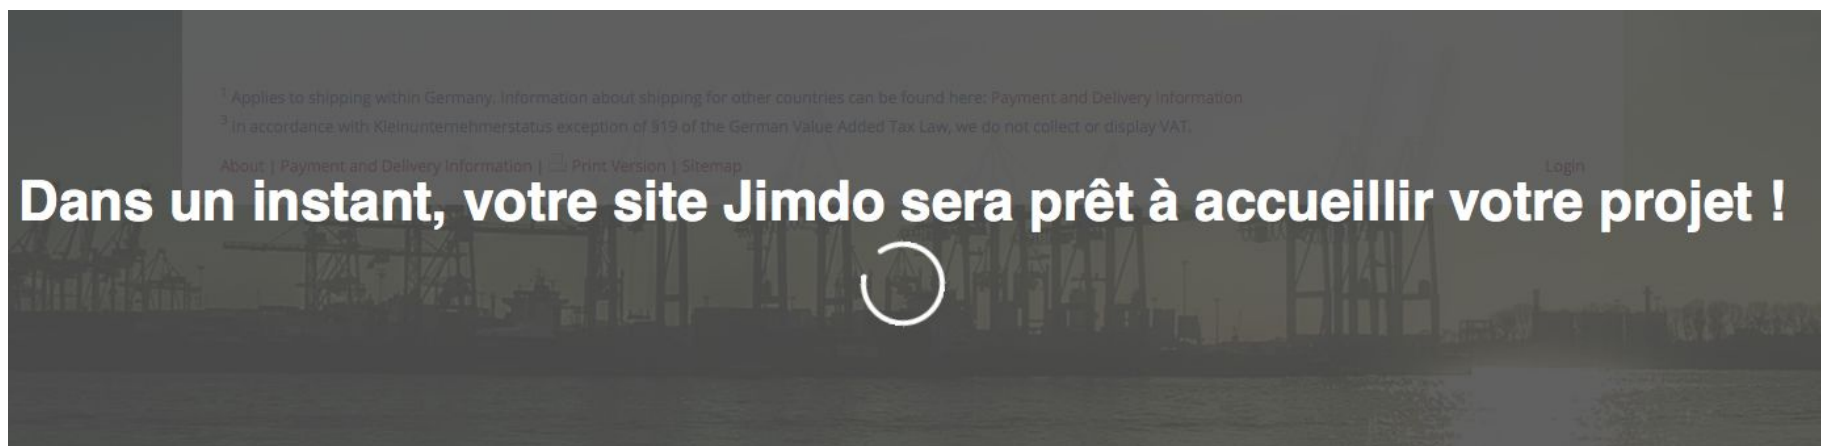 ¹ Applies to shipping within Germany. Information about shipping for other countries can be found here: Payment and Delivery Information
³ In accordance with Kleinunternehmerstatus exception of §19 of the German Value Added Tax Law, we do not collect or display VAT.
About | Payment and Delivery Information | Print Version | Sitemap Login
Dans un instant, votre site Jimdo sera prêt à accueillir votre projet !